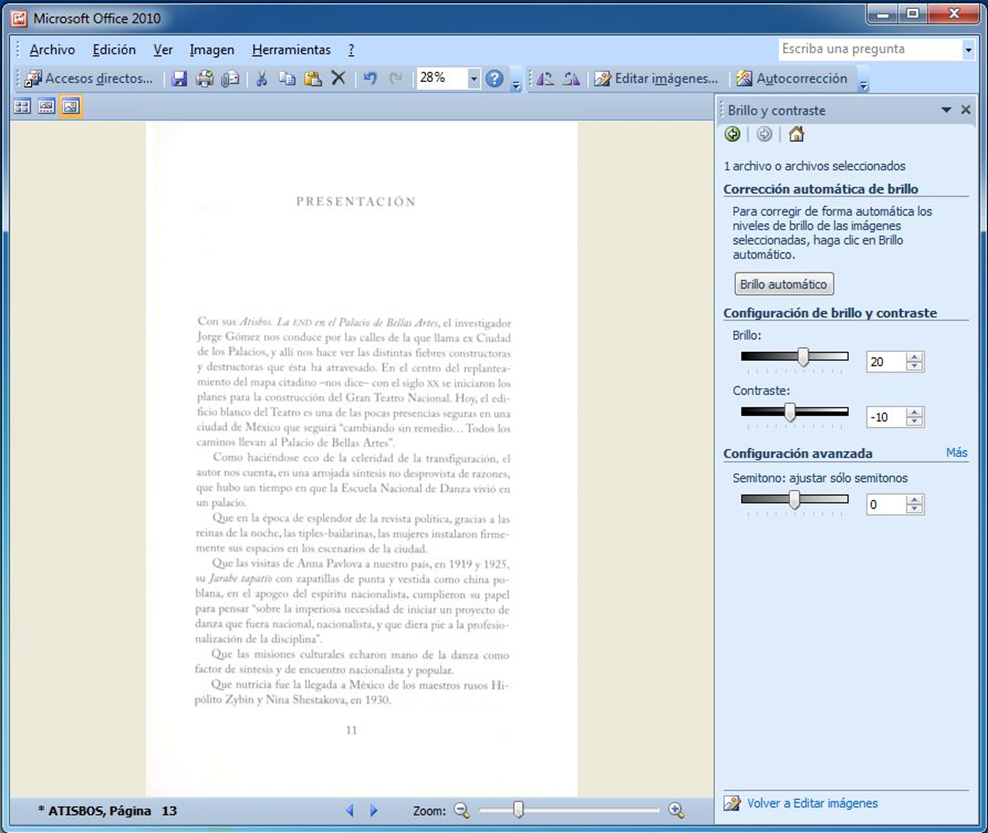 Microsoft Office 2010
Archivo Edición Ver Imagen Herramientas ?
Escriba una pregunta
Accesos directos... 28% Editar imágenes... Autocorrección
Brillo y contraste
1 archivo o archivos seleccionados
Corrección automática de brillo
Para corregir de forma automática los
niveles de brillo de las imágenes
seleccionadas, haga clic en Brillo
automático.
Brillo automático
Configuración de brillo y contraste
Brillo:
20
Contraste:
-10
Configuración avanzada Más
Semitono: ajustar sólo semitonos
0
Volver a Editar imágenes
PRESENTACIÓN
Con sus Atisbos. La END en el Palacio de Bellas Artes, el investigador
Jorge Gómez nos conduce por las calles de la que llama ex Ciudad
de los Palacios, y allí nos hace ver las distintas fiebres constructoras
y destructoras que ésta ha atravesado. En el centro del replantea-
miento del mapa citadino –nos dice– con el siglo XX se iniciaron los
planes para la construcción del Gran Teatro Nacional. Hoy, el edi-
ficio blanco del Teatro es una de las pocas presencias seguras en una
ciudad de México que seguirá “cambiando sin remedio… Todos los
caminos llevan al Palacio de Bellas Artes”.
Como haciéndose eco de la celeridad de la transfiguración, el
autor nos cuenta, en una arrojada síntesis no desprovista de razones,
que hubo un tiempo en que la Escuela Nacional de Danza vivió en
un palacio.
Que en la época de esplendor de la revista política, gracias a las
reinas de la noche, las tiples-bailarinas, las mujeres instalaron firme-
mente sus espacios en los escenarios de la ciudad.
Que las visitas de Anna Pavlova a nuestro país, en 1919 y 1925,
su Jarabe tapatío con zapatillas de punta y vestida como china po-
blana, en el apogeo del espíritu nacionalista, cumplieron su papel
para pensar “sobre la imperiosa necesidad de iniciar un proyecto de
danza que fuera nacional, nacionalista, y que diera pie a la profesio-
nalización de la disciplina”.
Que las misiones culturales echaron mano de la danza como
factor de síntesis y de encuentro nacionalista y popular.
Que nutricia fue la llegada a México de los maestros rusos Hi-
pólito Zybin y Nina Shestakova, en 1930.
11
* ATISBOS, Página 13 Zoom: